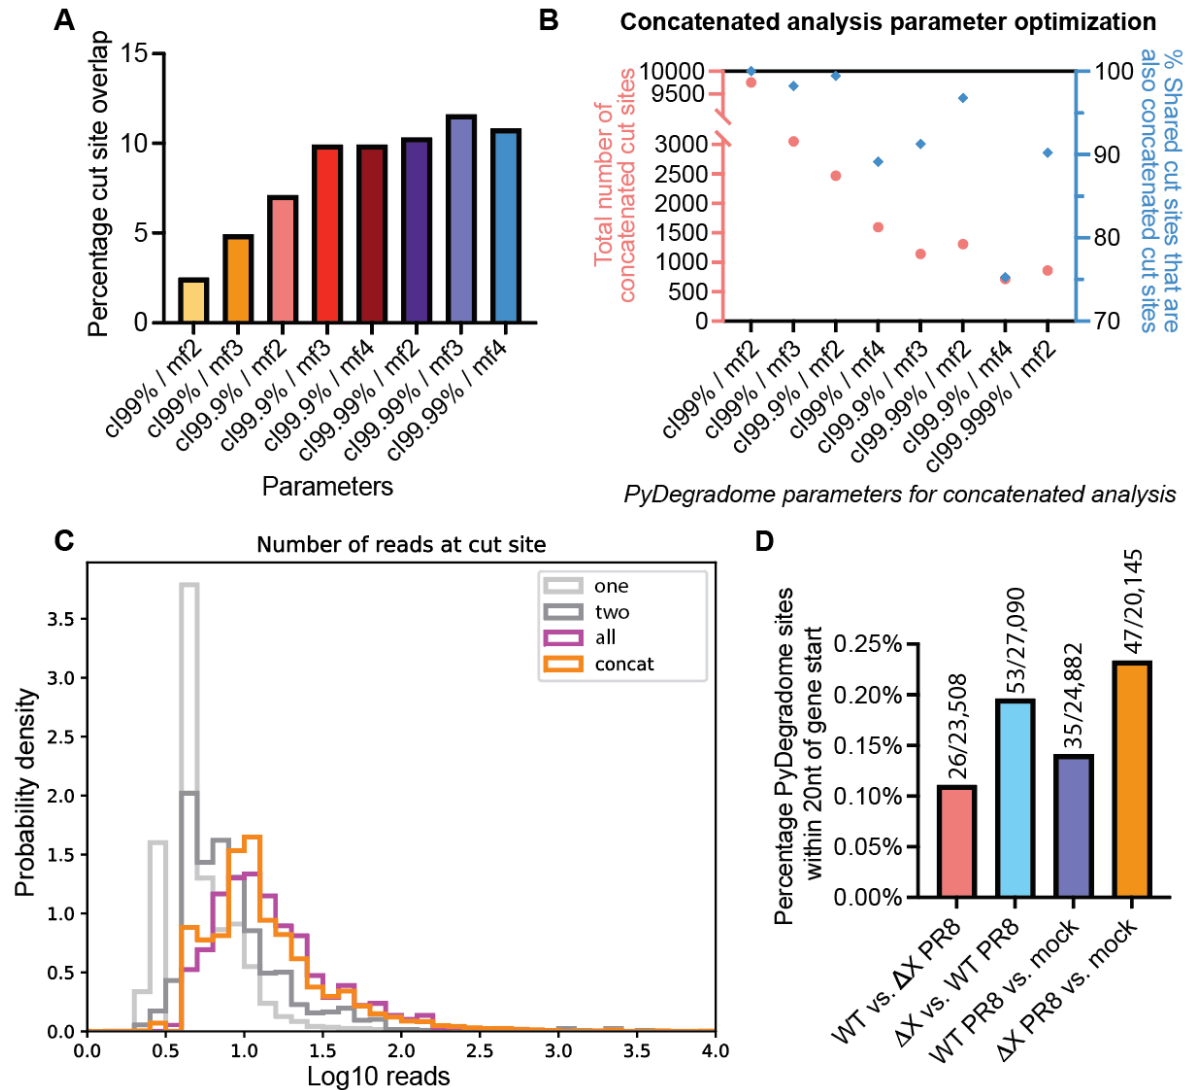 A
15
10
5
0
Percentage cut site overlap
cl99% / mf2
cl99% / mf3
cl99.9% / mf2
cl99.9% / mf3
cl99.9% / mf4
cl99.99% / mf2
cl99.99% / mf3
cl99.99% / mf4
Parameters
B
Concatenated analysis parameter optimization
Total number of
concatenated cut sites
10000
9500
3000
2500
2000
1500
1000
500
0
100
90
80
70
% Shared cut sites that are
also concatenated cut sites
cl99% / mf2
cl99% / mf3
cl99.9% / mf2
cl99% / mf4
cl99.9% / mf3
cl99.99% / mf2
cl99.9% / mf4
cl99.999% / mf2
PyDegradome parameters for concatenated analysis
C
Number of reads at cut site
one
two
all
concat
Probability density
3.5
3.0
2.5
2.0
1.5
1.0
0.5
0.0
0.0 0.5 1.0 1.5 2.0 2.5 3.0 3.5 4.0
Log10 reads
D
Percentage PyDegradome sites
within 20nt of gene start
0.25%
0.20%
0.15%
0.10%
0.05%
0.00%
26/23,508
53/27,090
35/24,882
47/20,145
WT vs. ΔX PR8
ΔX vs. WT PR8
WT PR8 vs. mock
ΔX PR8 vs. mock